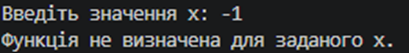 Введіть значення x: -1
Функція не визначена для заданого x.